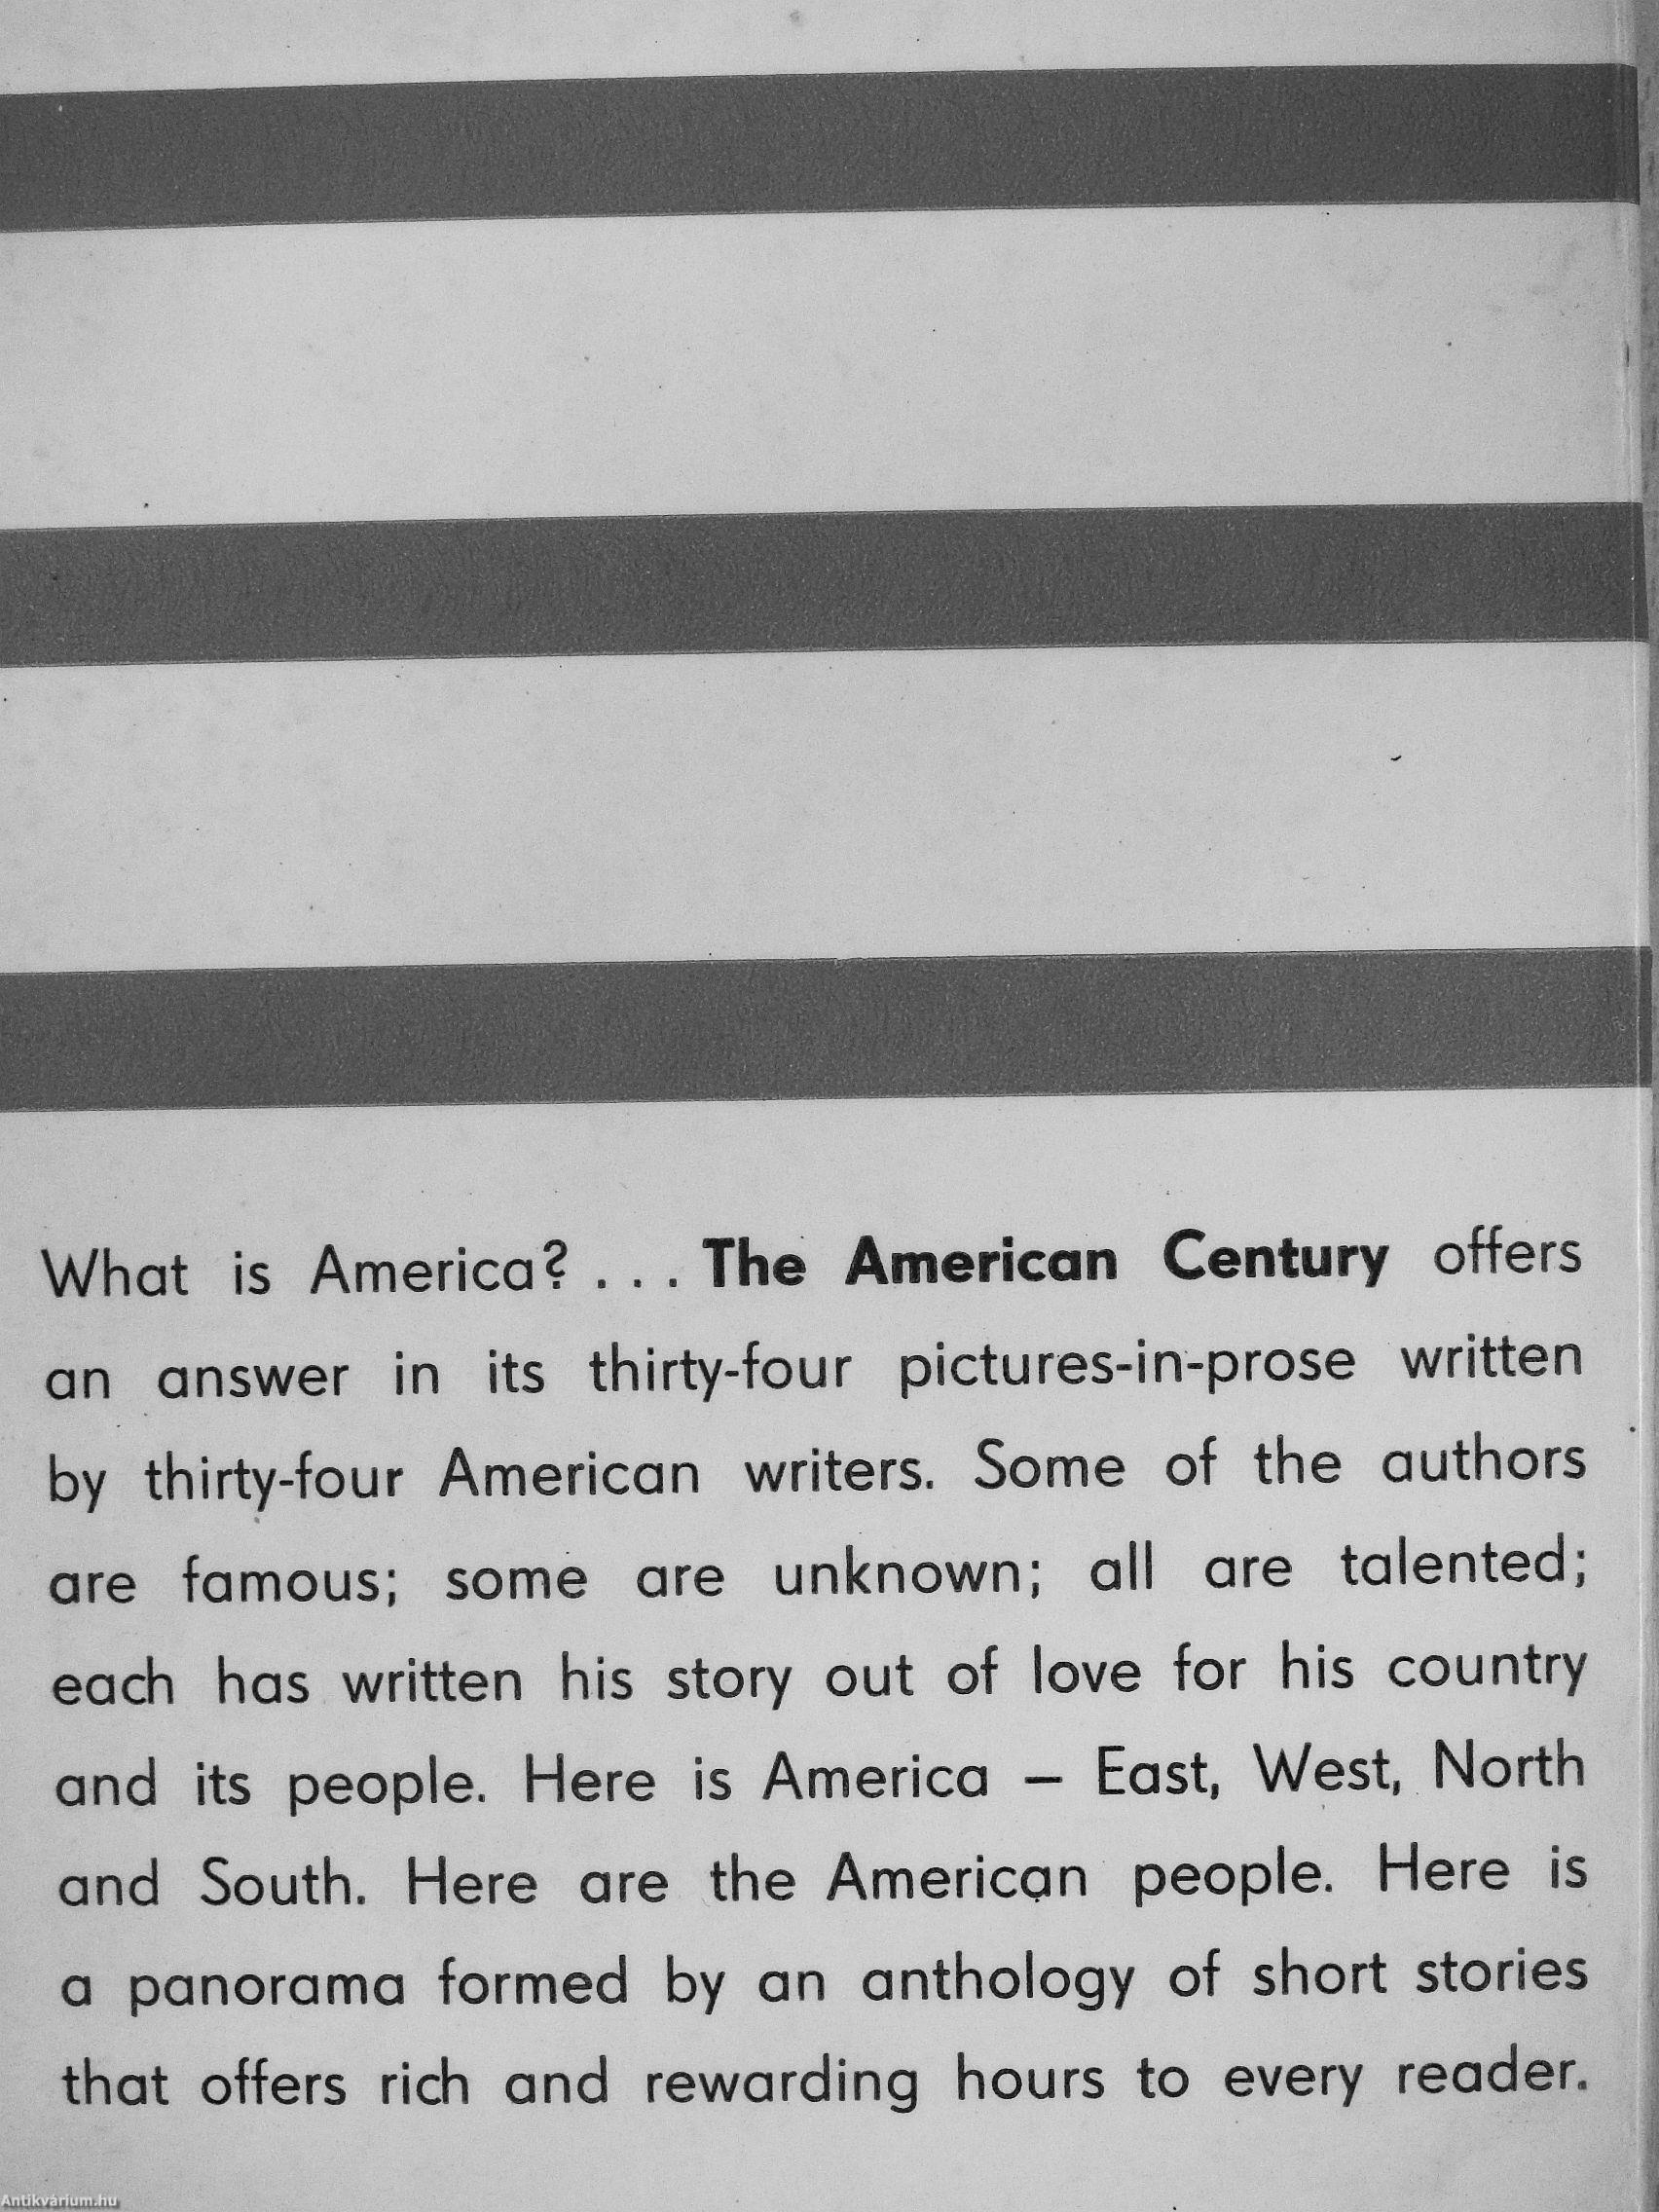 What is America? . . . The American Century offers
an answer in its thirty-four pictures-in-prose written
by thirty-four American writers. Some of the authors
are famous; some are unknown; all are talented;
each has written his story out of love for his country
and its people. Here is America – East, West, North
and South. Here are the American people. Here is
a panorama formed by an anthology of short stories
that offers rich and rewarding hours to every reader.
Antikvárium.hu